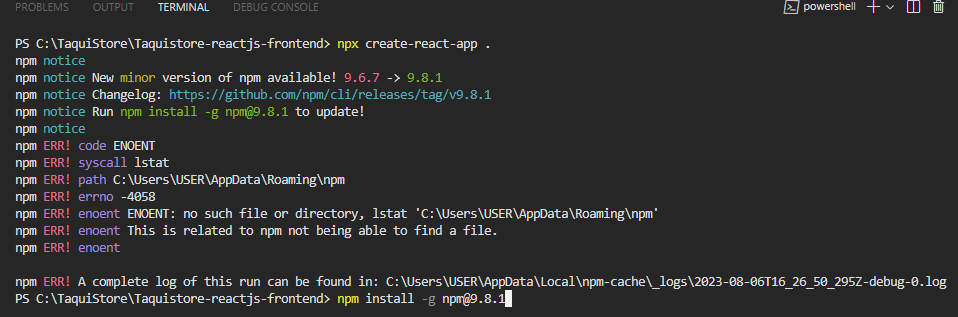 PROBLEMS OUTPUT TERMINAL DEBUG CONSOLE powershell
PS C:\TaquiStore\Taquistore-reactjs-frontend> npx create-react-app .
npm notice
npm notice New minor version of npm available! 9.6.7 -> 9.8.1
npm notice Changelog: https://github.com/npm/cli/releases/tag/v9.8.1
npm notice Run npm install -g npm@9.8.1 to update!
npm notice
npm ERR! code ENOENT
npm ERR! syscall lstat
npm ERR! path C:\Users\USER\AppData\Roaming\npm
npm ERR! errno -4058
npm ERR! enoent ENOENT: no such file or directory, lstat 'C:\Users\USER\AppData\Roaming\npm'
npm ERR! enoent This is related to npm not being able to find a file.
npm ERR! enoent
npm ERR! A complete log of this run can be found in: C:\Users\USER\AppData\Local\npm-cache\_logs\2023-08-06T16_26_50_295Z-debug-0.log
PS C:\TaquiStore\Taquistore-reactjs-frontend> npm install -g npm@9.8.1